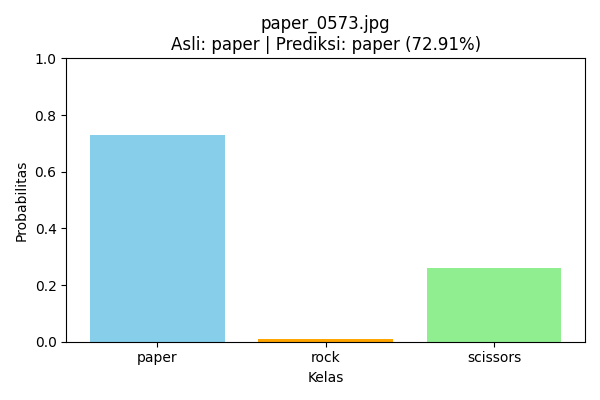 paper_0573.jpg
Asli: paper | Prediksi: paper (72.91%)
1.0
0.8
0.6
0.4
0.2
0.0
Probabilitas
paper rock scissors
Kelas